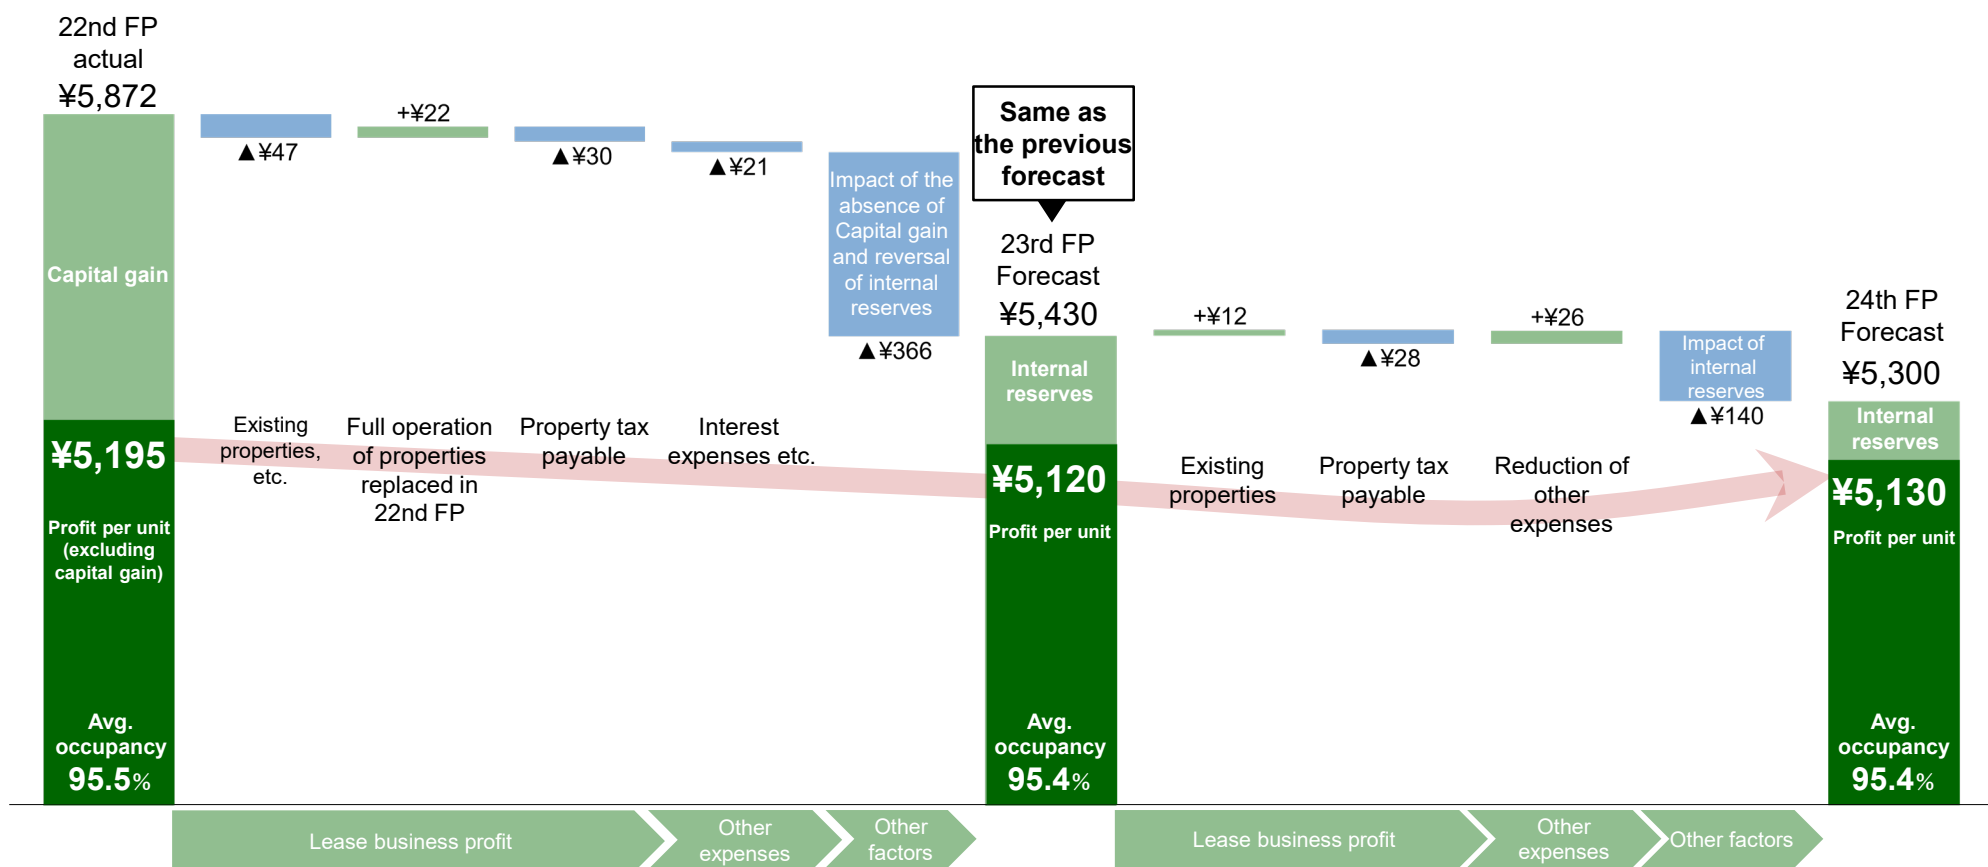 22nd FP
actual
¥5,872
Capital gain
¥5,195
Profit per unit
(excluding
capital gain)
Avg.
occupancy
95.5%
▲¥47
Existing
properties,
etc.
+¥22
Full operation
of properties
replaced in
22nd FP
▲¥30
Property tax
payable
▲¥21
Interest
expenses etc.
Impact of the
absence of
Capital gain
and reversal
of internal
reserves
▲¥366
Same as
the previous
forecast
23rd FP
Forecast
¥5,430
Internal
reserves
¥5,120
Profit per unit
Avg.
occupancy
95.4%
+¥12
Existing
properties
▲¥28
Property tax
payable
+¥26
Reduction of
other
expenses
Impact of
internal
reserves
▲¥140
24th FP
Forecast
¥5,300
Internal
reserves
¥5,130
Profit per unit
Avg.
occupancy
95.4%
Lease business profit
Other
expenses
Other
factors
Lease business profit
Other
expenses
Other factors